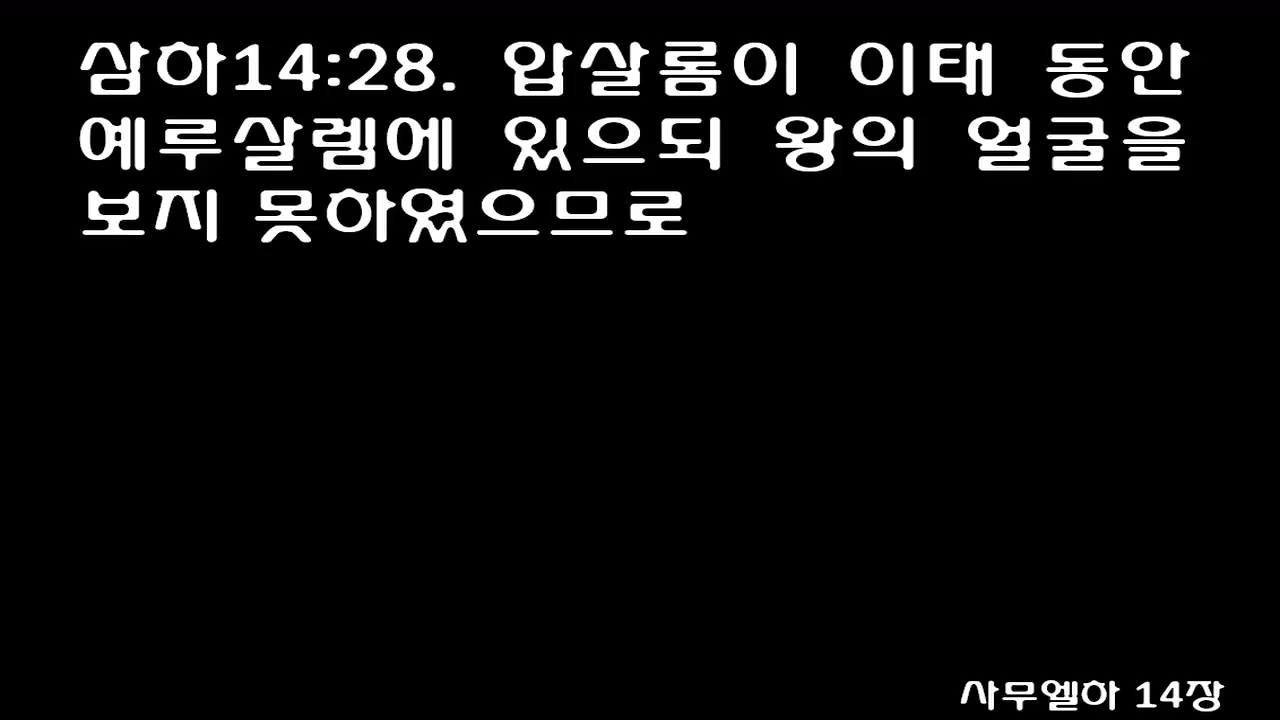 삼하14:28. 압살롬이 이태 동안
예루살렘에 있으되 왕의 얼굴을
보지 못하였으므로
사무엘하 14장